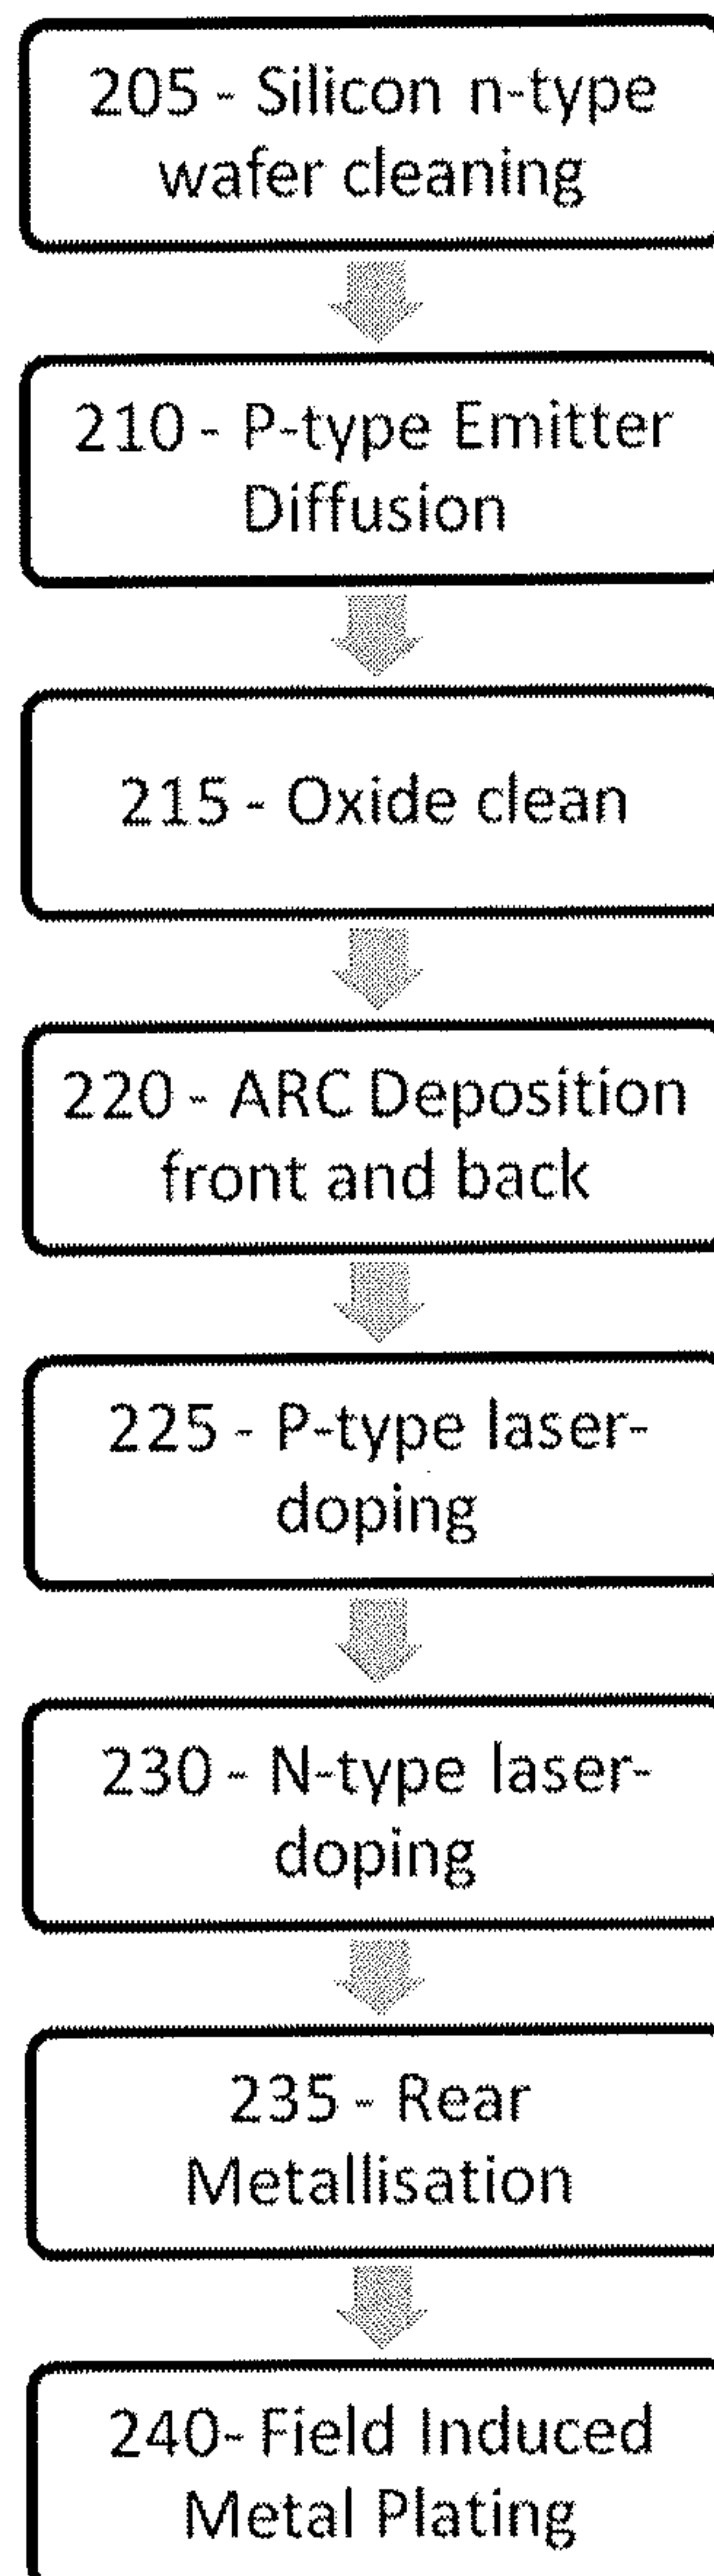 205 - Silicon n-type
wafer cleaning
210 - P-type Emitter
Diffusion
215 - Oxide clean
220 - ARC Deposition
front and back
225 - P-type laser-
doping
230 - N-type laser-
doping
235 - Rear
Metallisation
240- Field Induced
Metal Plating